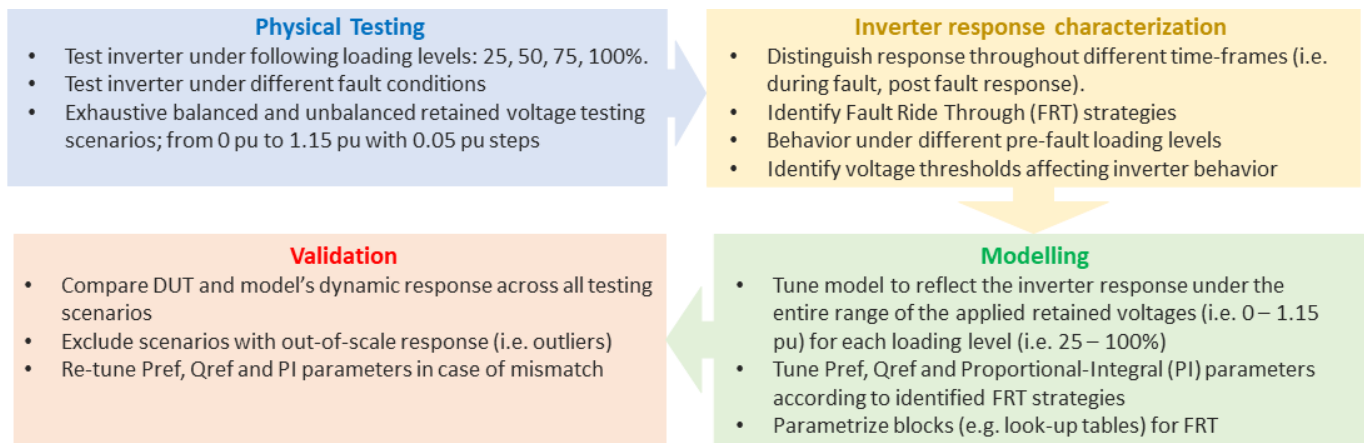 Physical Testing
• Test inverter under following loading levels: 25, 50, 75, 100%.
• Test inverter under different fault conditions
• Exhaustive balanced and unbalanced retained voltage testing
scenarios; from 0 pu to 1.15 pu with 0.05 pu steps
Inverter response characterization
• Distinguish response throughout different time-frames (i.e.
during fault, post fault response).
• Identify Fault Ride Through (FRT) strategies
• Behavior under different pre-fault loading levels
• Identify voltage thresholds affecting inverter behavior
Validation
• Compare DUT and model's dynamic response across all testing
scenarios
• Exclude scenarios with out-of-scale response (i.e. outliers)
• Re-tune Pref, Qref and PI parameters in case of mismatch
Modelling
• Tune model to reflect the inverter response under the
entire range of the applied retained voltages (i.e. 0 – 1.15
pu) for each loading level (i.e. 25 – 100%)
• Tune Pref, Qref and Proportional-Integral (PI) parameters
according to identified FRT strategies
• Parametrize blocks (e.g. look-up tables) for FRT